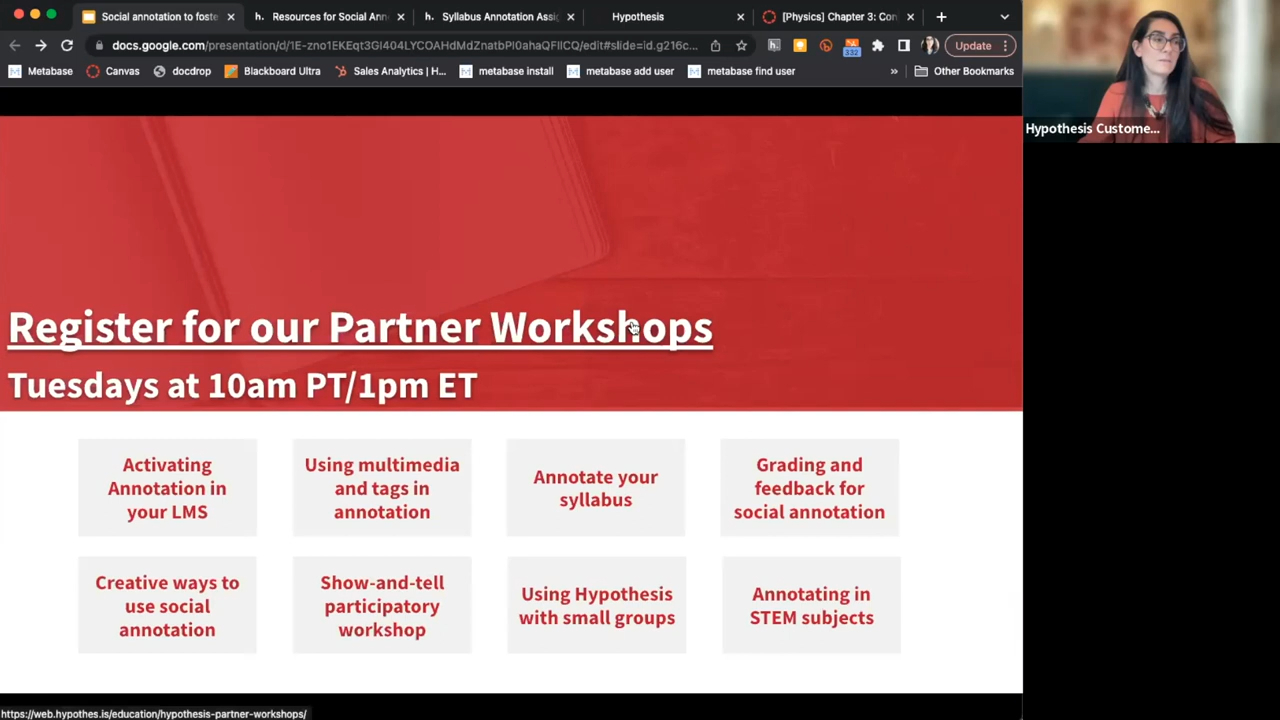 Social annotation to foste
Resources for Social Ann
Syllabus Annotation Assig
Hypothesis
[Physics] Chapter 3: Con
docs.google.com/presentation/d/1E-zno1EKEqt3GI404LYCOAHdMdZnatbPI0ahaQFIICQ/edit#slide=id.g216c...
332
Update
Metabase
Canvas
docdrop
Blackboard Ultra
Sales Analytics | H...
metabase install
metabase add user
metabase find user
»
Other Bookmarks
Hypothesis Custome...
Register for our Partner Workshops
Tuesdays at 10am PT/1pm ET
Activating
Annotation in
your LMS
Using multimedia
and tags in
annotation
Annotate your
syllabus
Grading and
feedback for
social annotation
Creative ways to
use social
annotation
Show-and-tell
participatory
workshop
Using Hypothesis
with small groups
Annotating in
STEM subjects
https://web.hypothes.is/education/hypothesis-partner-workshops/